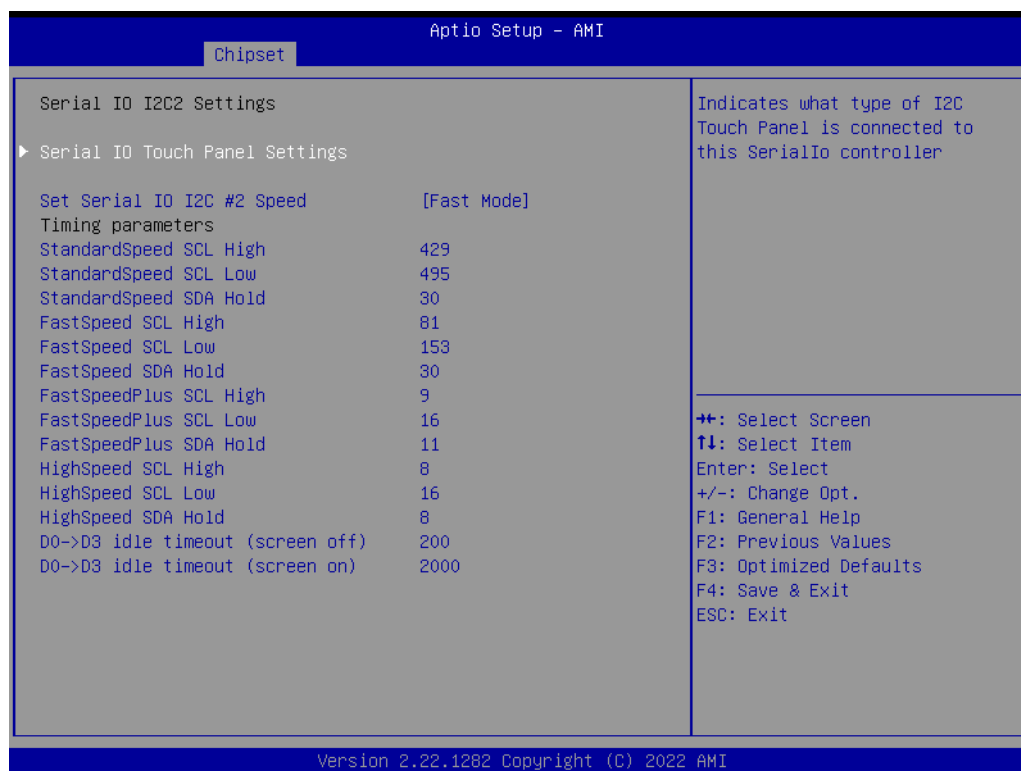 Aptio Setup – AMI
Chipset
Serial IO I2C2 Settings
▶ Serial IO Touch Panel Settings
Set Serial IO I2C #2 Speed [Fast Mode]
Timing parameters
StandardSpeed SCL High 429
StandardSpeed SCL Low 495
StandardSpeed SDA Hold 30
FastSpeed SCL High 81
FastSpeed SCL Low 153
FastSpeed SDA Hold 30
FastSpeedPlus SCL High 9
FastSpeedPlus SCL Low 16
FastSpeedPlus SDA Hold 11
HighSpeed SCL High 8
HighSpeed SCL Low 16
HighSpeed SDA Hold 8
D0->D3 idle timeout (screen off) 200
D0->D3 idle timeout (screen on) 2000
Indicates what type of I2C
Touch Panel is connected to
this SerialIo controller
→←: Select Screen
↑↓: Select Item
Enter: Select
+/-: Change Opt.
F1: General Help
F2: Previous Values
F3: Optimized Defaults
F4: Save & Exit
ESC: Exit
Version 2.22.1282 Copyright (C) 2022 AMI